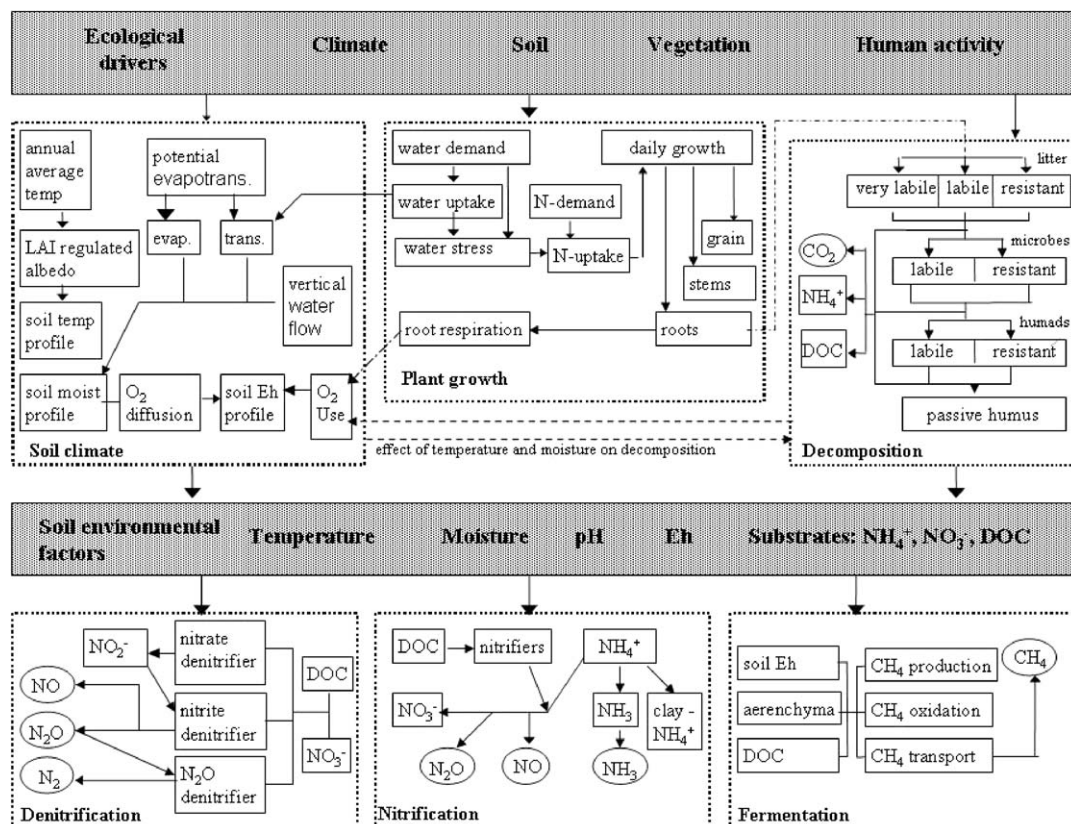 Ecological
drivers
Climate
Soil
Vegetation
Human activity
annual
average
temp
potential
evapotrans.
LAI regulated
albedo
evap.
trans.
soil temp
profile
vertical
water
flow
soil moist
profile
O₂
diffusion
soil Eh
profile
O₂
Use
Soil climate
water demand
daily growth
water uptake
N-demand
water stress
N-uptake
grain
stems
root respiration
roots
Plant growth
effect of temperature and moisture on decomposition
litter
very labile
labile
resistant
microbes
CO₂
labile
resistant
NH₄⁺
humads
DOC
labile
resistant
passive humus
Decomposition
Soil environmental
factors
Temperature
Moisture
pH
Eh
Substrates: NH₄⁺, NO₃⁻, DOC
NO₂⁻
nitrate
denitrifier
NO
DOC
nitrite
denitrifier
N₂O
NO₃⁻
N₂
N₂O
denitrifier
Denitrification
DOC
nitrifiers
NH₄⁺
NO₃⁻
NH₃
clay -
NH₄⁺
N₂O
NO
NH₃
Nitrification
soil Eh
CH₄ production
CH₄
aerenchyma
CH₄ oxidation
DOC
CH₄ transport
Fermentation